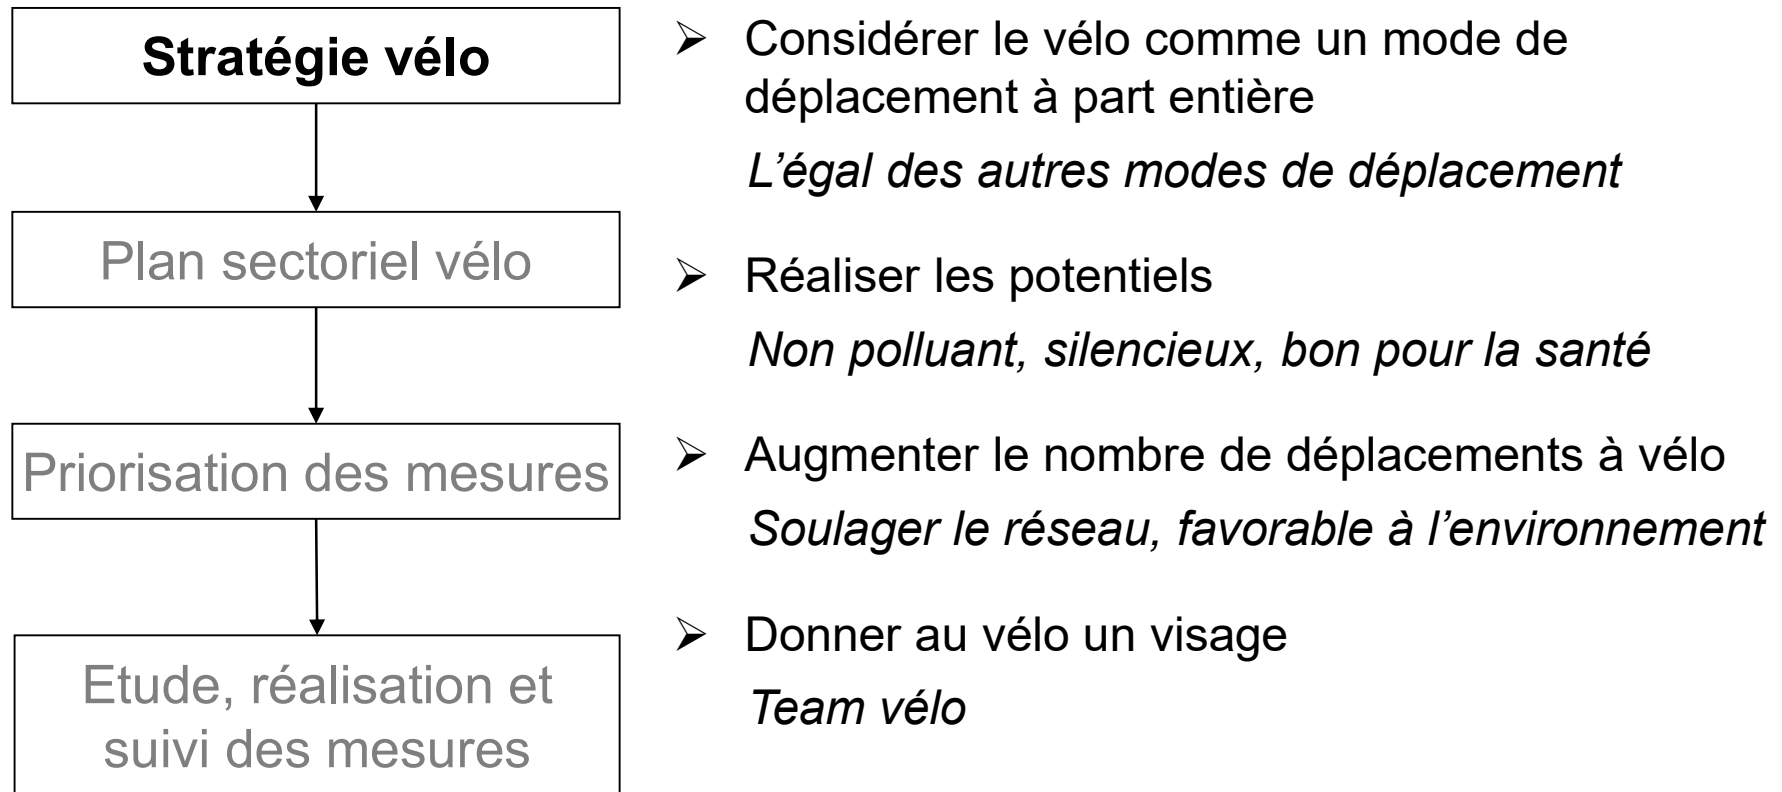 Stratégie vélo
Plan sectoriel vélo
Priorisation des mesures
Etude, réalisation et
suivi des mesures
➢ Considérer le vélo comme un mode de
déplacement à part entière
L’égal des autres modes de déplacement
➢ Réaliser les potentiels
Non polluant, silencieux, bon pour la santé
➢ Augmenter le nombre de déplacements à vélo
Soulager le réseau, favorable à l’environnement
➢ Donner au vélo un visage
Team vélo